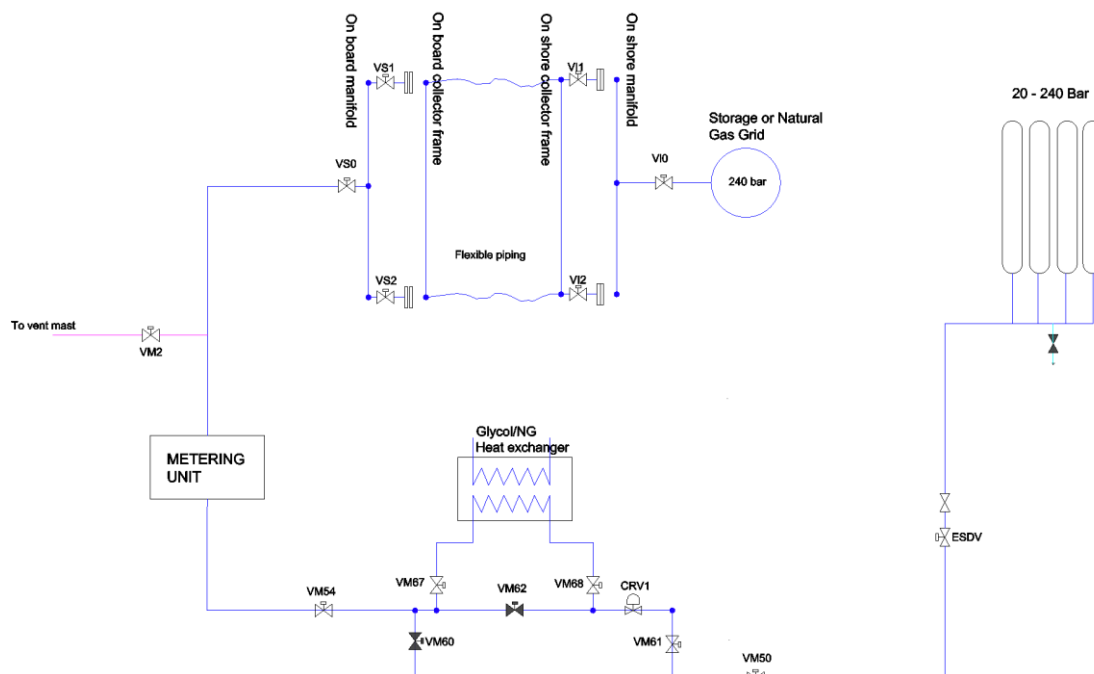 On board manifold
On board collector frame
On shore collector frame
On shore manifold
VS1
VI1
20 - 240 Bar
Storage or Natural
Gas Grid
VS0
VI0
240 bar
Flexible piping
VS2
VI2
To vent mast
VM2
Glycol/NG
Heat exchanger
METERING
UNIT
ESDV
VM67
VM62
VM68
CRV1
VM54
VM60
VM61
VM50